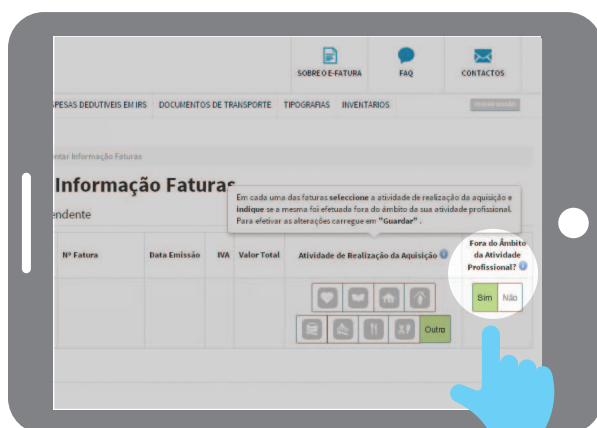 SOBRE O E-FATURA
FAQ
CONTACTOS
PESAS DEDUTIVEIS EM IRS DOCUMENTOS DE TRANSPORTE TIPOGRAFIAS INVENTÁRIOS
ntar Informação Faturas
Informação Faturas
endente
Em cada uma das faturas selecione a atividade de realização da aquisição e
indique se a mesma foi efetuada fora do âmbito da sua atividade profissional.
Para efetivar as alterações carregue em "Guardar" .
Nº Fatura
Data Emissão
IVA
Valor Total
Atividade de Realização da Aquisição
Fora do Âmbito
da Atividade
Profissional?
Sim
Não
Outro